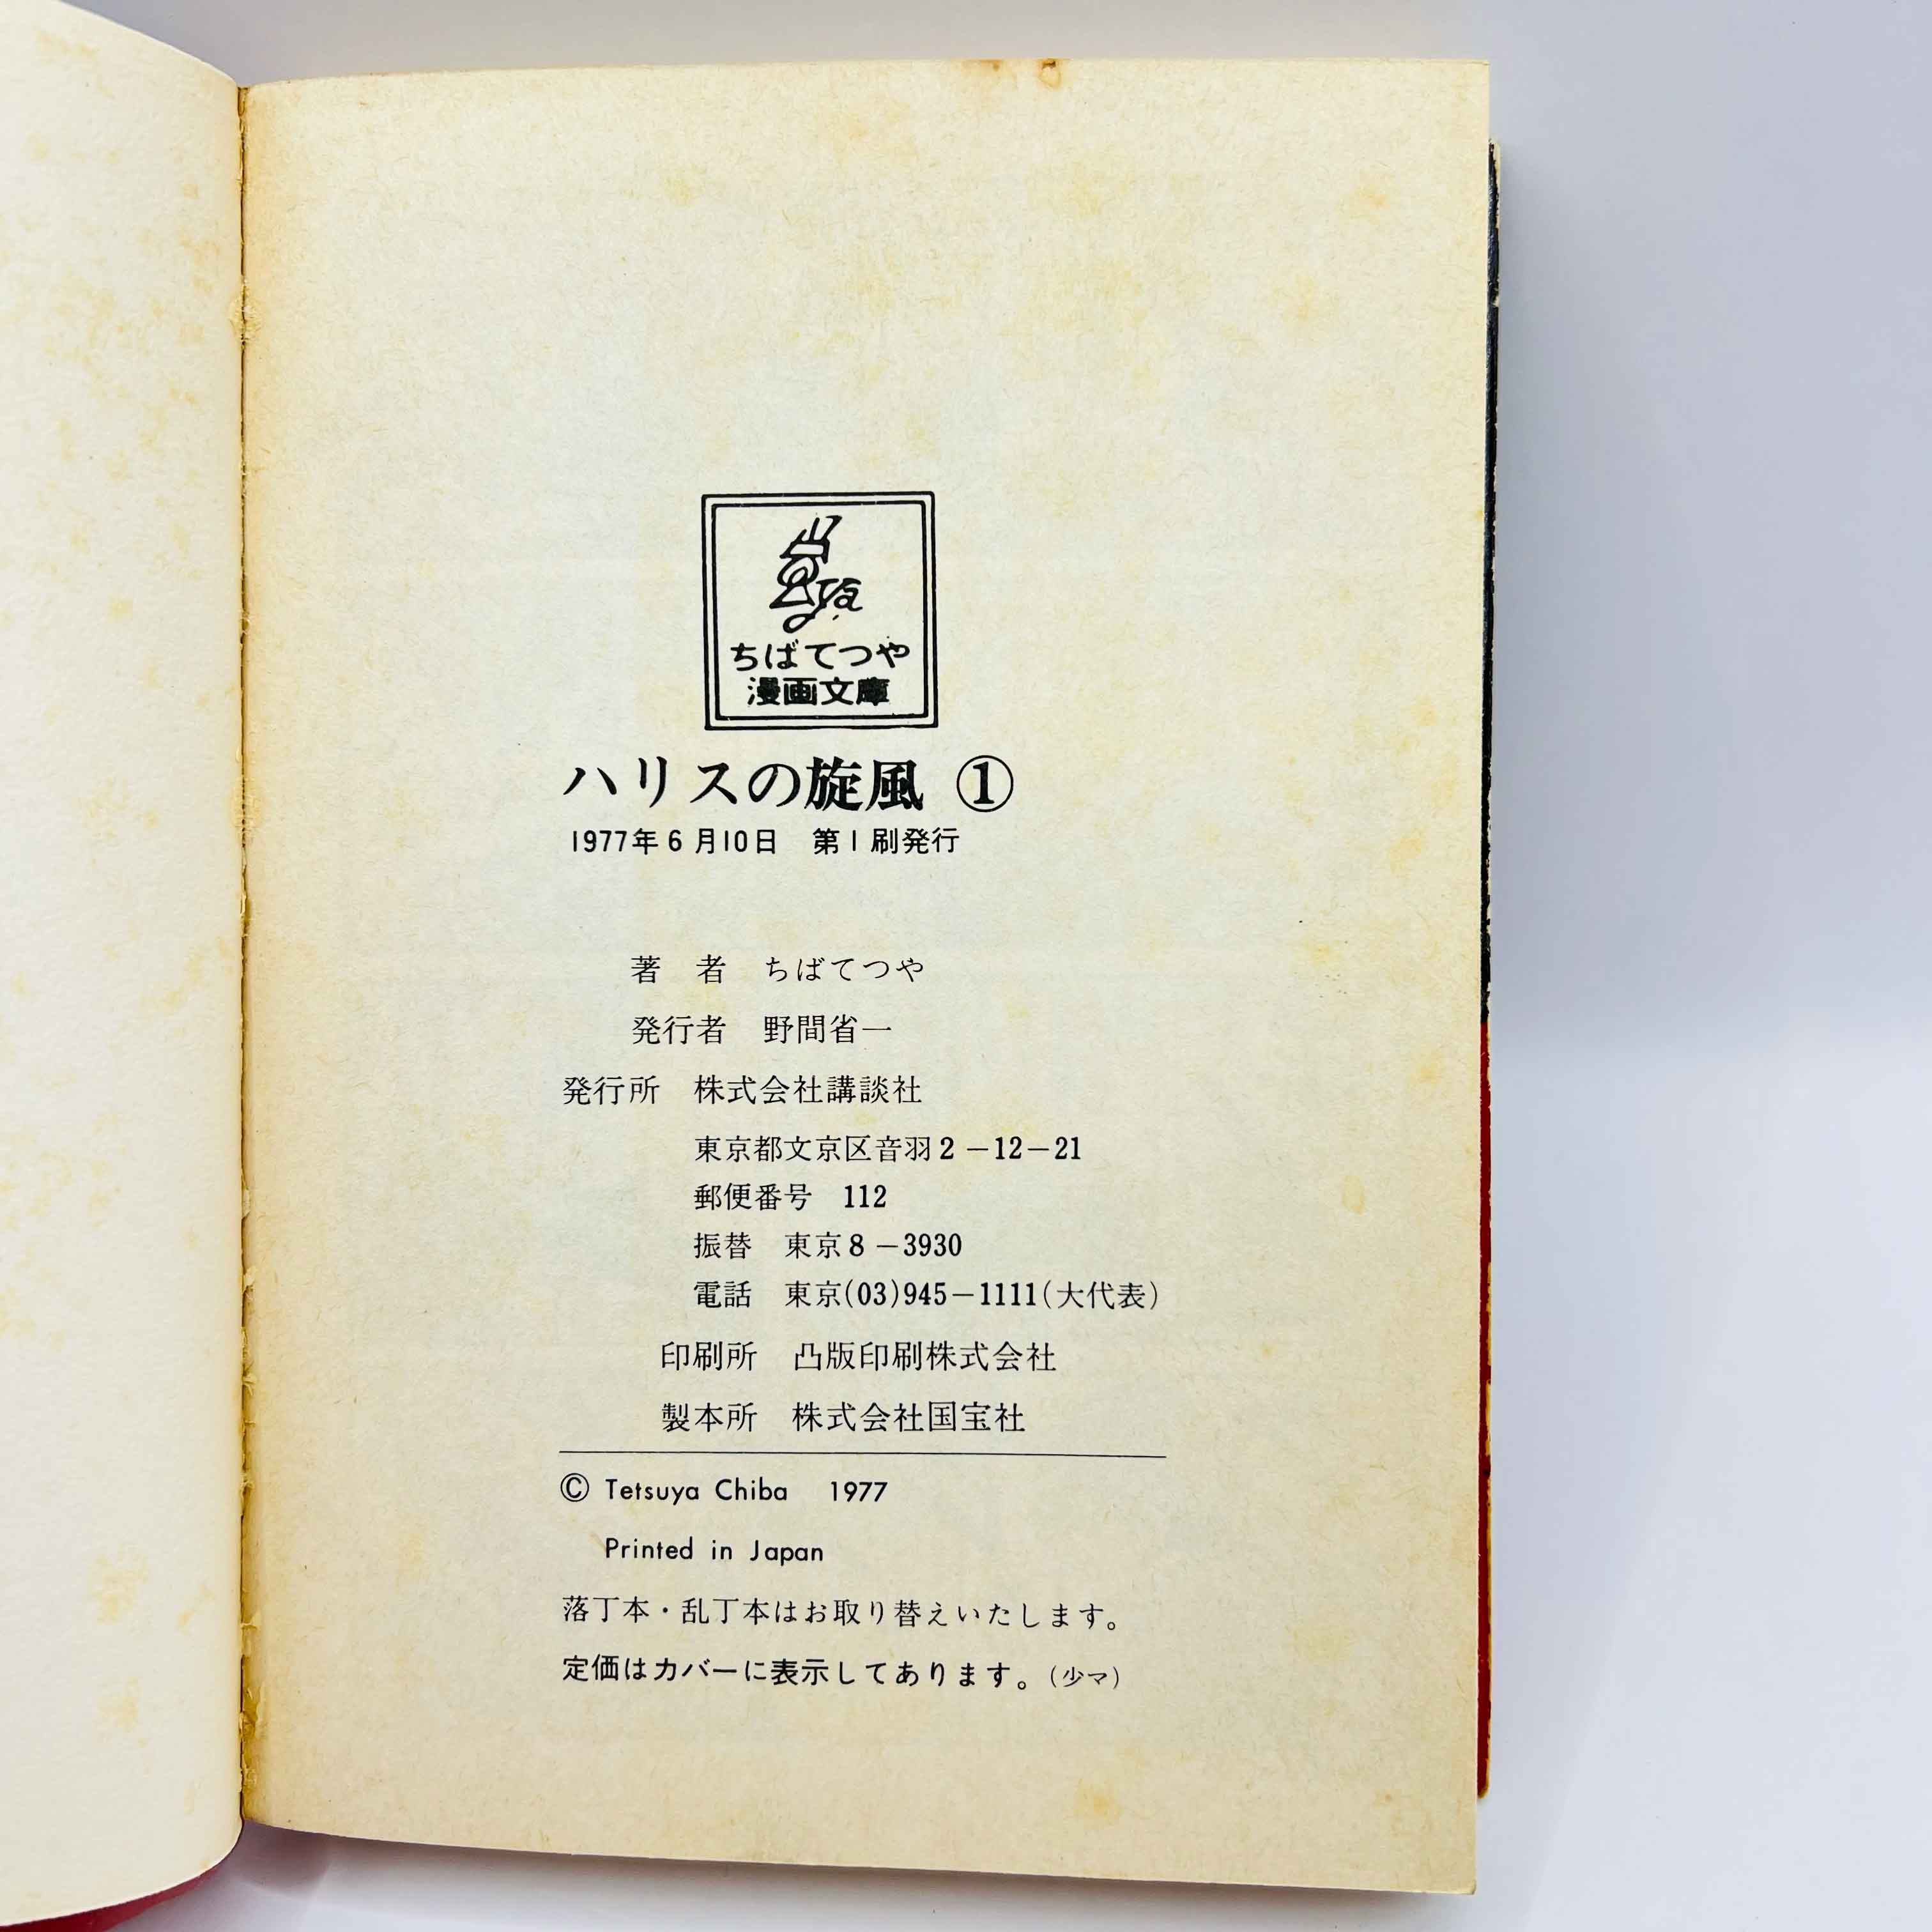 ちばてつや
漫画文庫
ハリスの旋風 ①
1977年6月10日 第1刷発行
著 者 ちばてつや
発行者 野間省一
発行所 株式会社講談社
東京都文京区音羽2-12-21
郵便番号 112
振替 東京8-3930
電話 東京(03)945-1111(大代表)
印刷所 凸版印刷株式会社
製本所 株式会社国宝社
© Tetsuya Chiba 1977
Printed in Japan
落丁本・乱丁本はお取り替えいたします。
定価はカバーに表示してあります。(少マ)